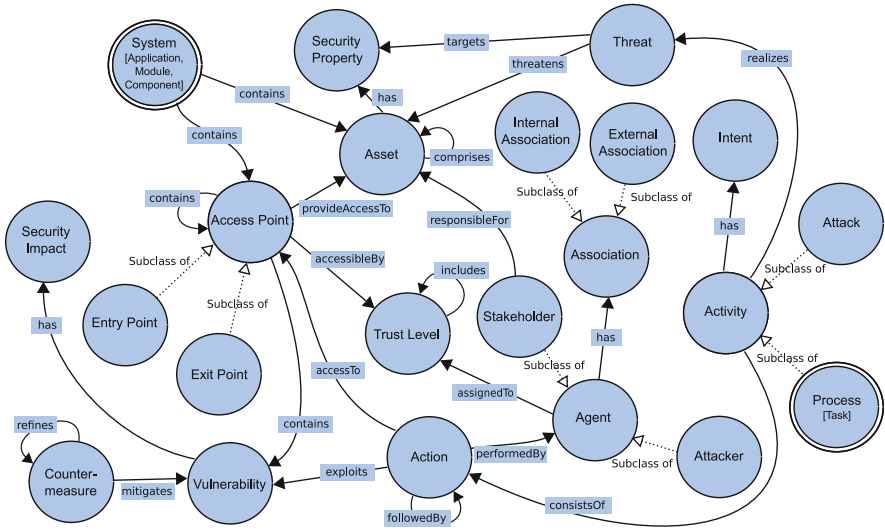 System
[Application,
Module,
Component]
Security
Property
targets
Threat
realizes
threatens
contains
has
Internal
Association
External
Association
Intent
contains
Asset
comprises
Subclass of
Subclass of
contains
Access Point
provideAccessTo
responsibleFor
Security
Impact
Attack
has
Association
Subclass of
accessibleBy
includes
Subclass of
Subclass of
Entry Point
Trust Level
Stakeholder
Activity
has
has
Exit Point
accessTo
Subclass of
Subclass of
assignedTo
Process
[Task]
Agent
contains
refines
Action
performedBy
Subclass of
Attacker
Counter-
measure
mitigates
Vulnerability
exploits
followedBy
consistsOf